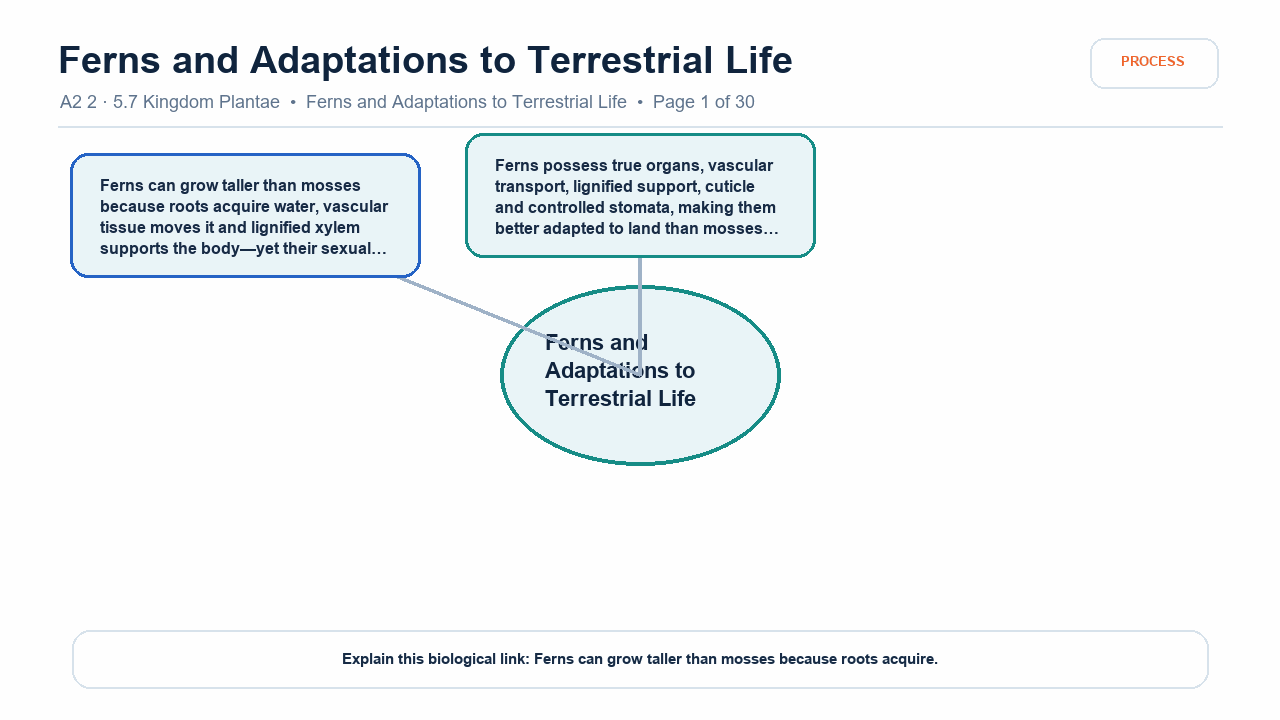 Ferns and Adaptations to Terrestrial Life
PROCESS
A2 2 · 5.7 Kingdom Plantae • Ferns and Adaptations to Terrestrial Life • Page 1 of 30
Ferns can grow taller than mosses
because roots acquire water, vascular
tissue moves it and lignified xylem
supports the body—yet their sexual…
Ferns possess true organs, vascular
transport, lignified support, cuticle
and controlled stomata, making them
better adapted to land than mosses…
Ferns and
Adaptations to
Terrestrial Life
Explain this biological link: Ferns can grow taller than mosses because roots acquire.